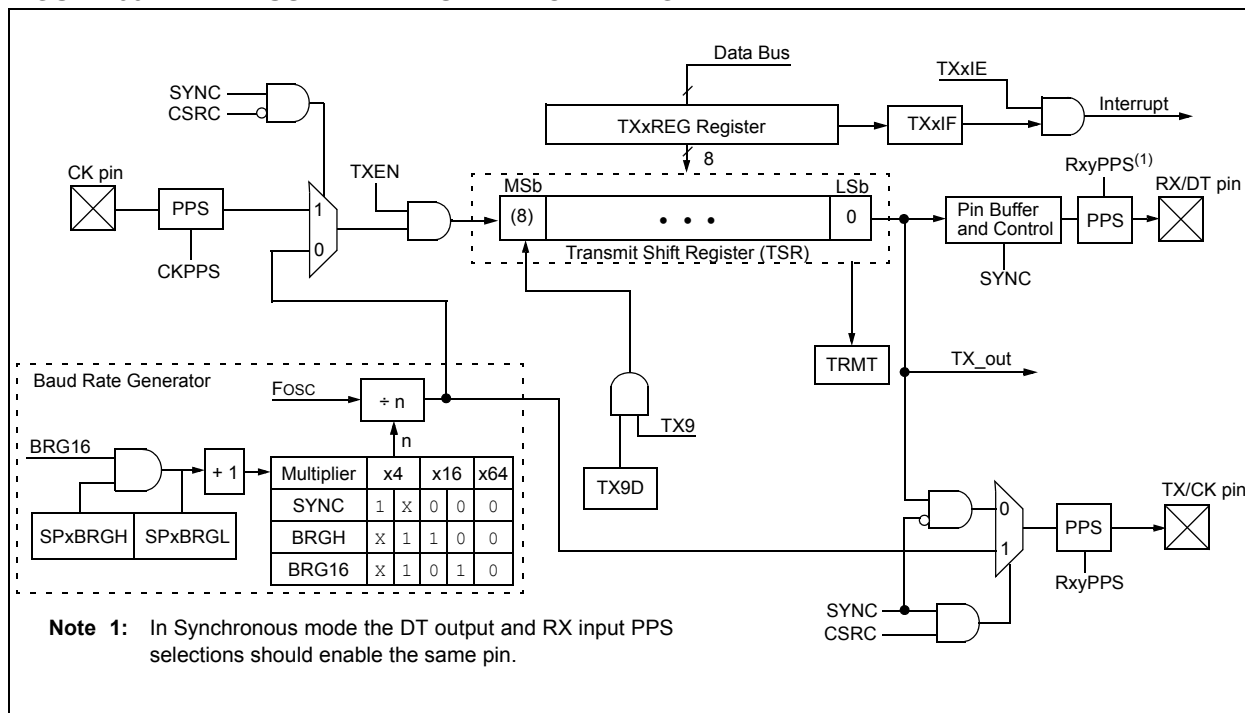 Data Bus
TXxIE
SYNC
CSRC
Interrupt
TXxREG Register
TXxIF
8
RxyPPS(1)
CK pin
TXEN
MSb
LSb
RX/DT pin
PPS
1
(8)
• • •
0
Pin Buffer
and Control
PPS
0
CKPPS
Transmit Shift Register (TSR)
SYNC
TRMT
TX_out
Baud Rate Generator
FOSC
÷ n
n
TX9
BRG16
+ 1
Multiplier x4 x16 x64
TX9D
TX/CK pin
SYNC 1 X 0 0 0
SPxBRGH SPxBRGL
BRGH X 1 1 0 0
BRG16 X 1 0 1 0
0
PPS
1
RxyPPS
SYNC
CSRC
Note 1: In Synchronous mode the DT output and RX input PPS
selections should enable the same pin.